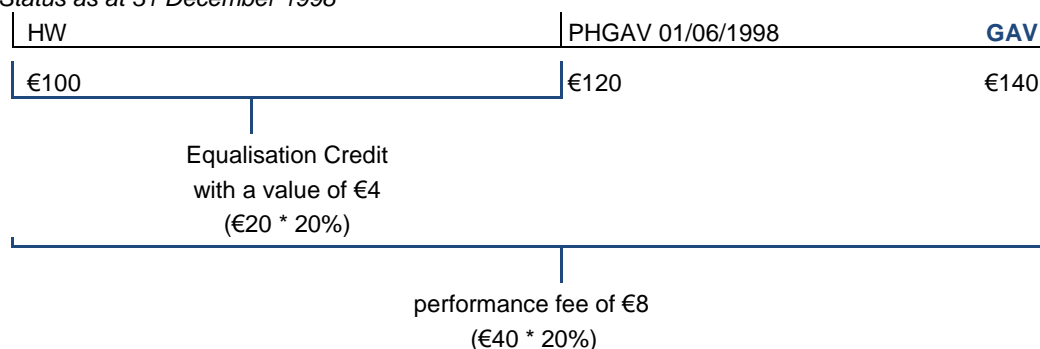 Status as at 31 December 1998
HW PHGAV 01/06/1998 GAV
€100 €120 €140
Equalisation Credit
with a value of €4
(€20 * 20%)
performance fee of €8
(€40 * 20%)